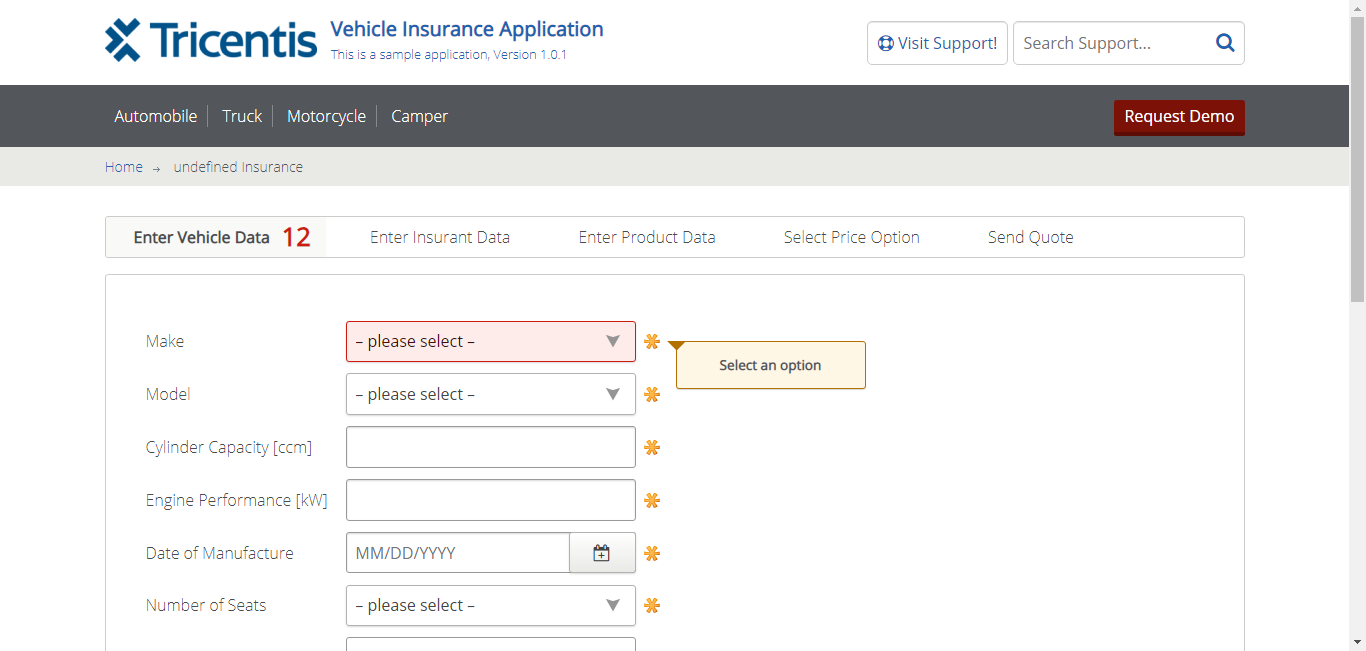 Tricentis
Vehicle Insurance Application
This is a sample application, Version 1.0.1
Visit Support!
Search Support...
Automobile
Truck
Motorcycle
Camper
Request Demo
Home → undefined Insurance
Enter Vehicle Data 12
Enter Insurant Data
Enter Product Data
Select Price Option
Send Quote
Make
– please select –
Select an option
Model
– please select –
Cylinder Capacity [ccm]
Engine Performance [kW]
Date of Manufacture
MM/DD/YYYY
Number of Seats
– please select –